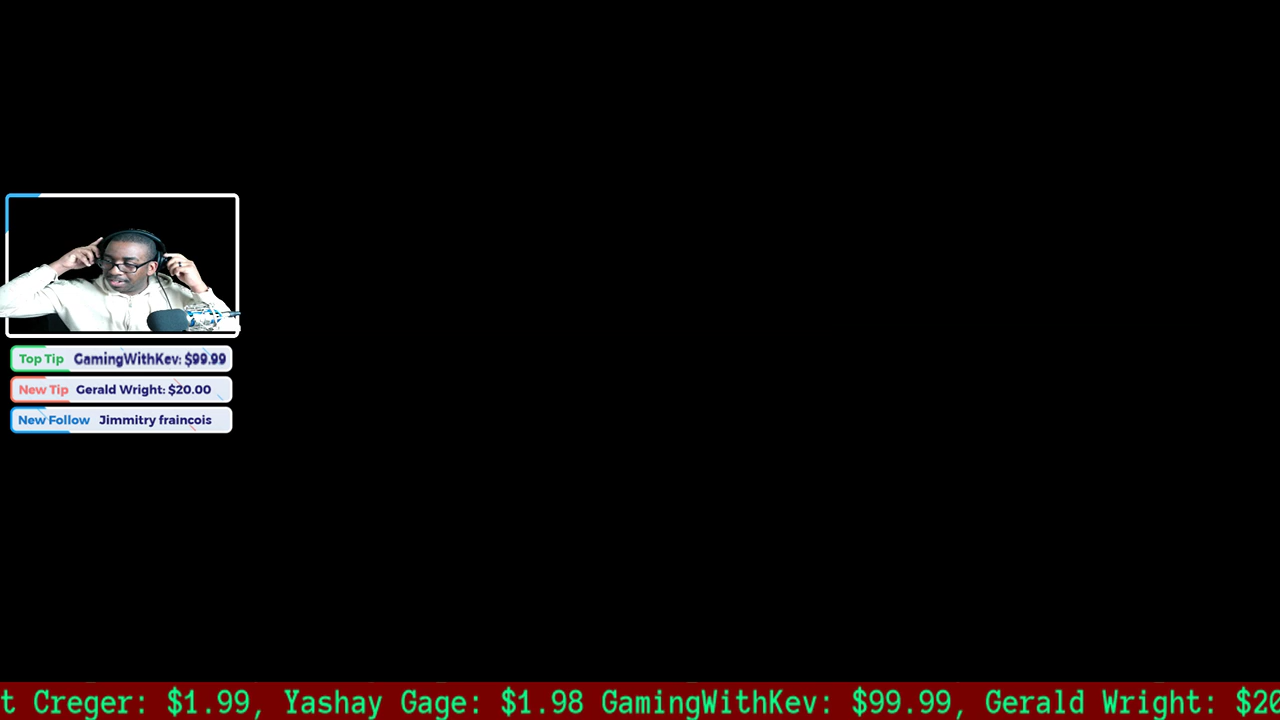 Top Tip GamingWithKev: $99.99
New Tip Gerald Wright: $20.00
New Follow Jimmitry fraincois
t Creger: $1.99, Yashay Gage: $1.98 GamingWithKev: $99.99, Gerald Wright: $20